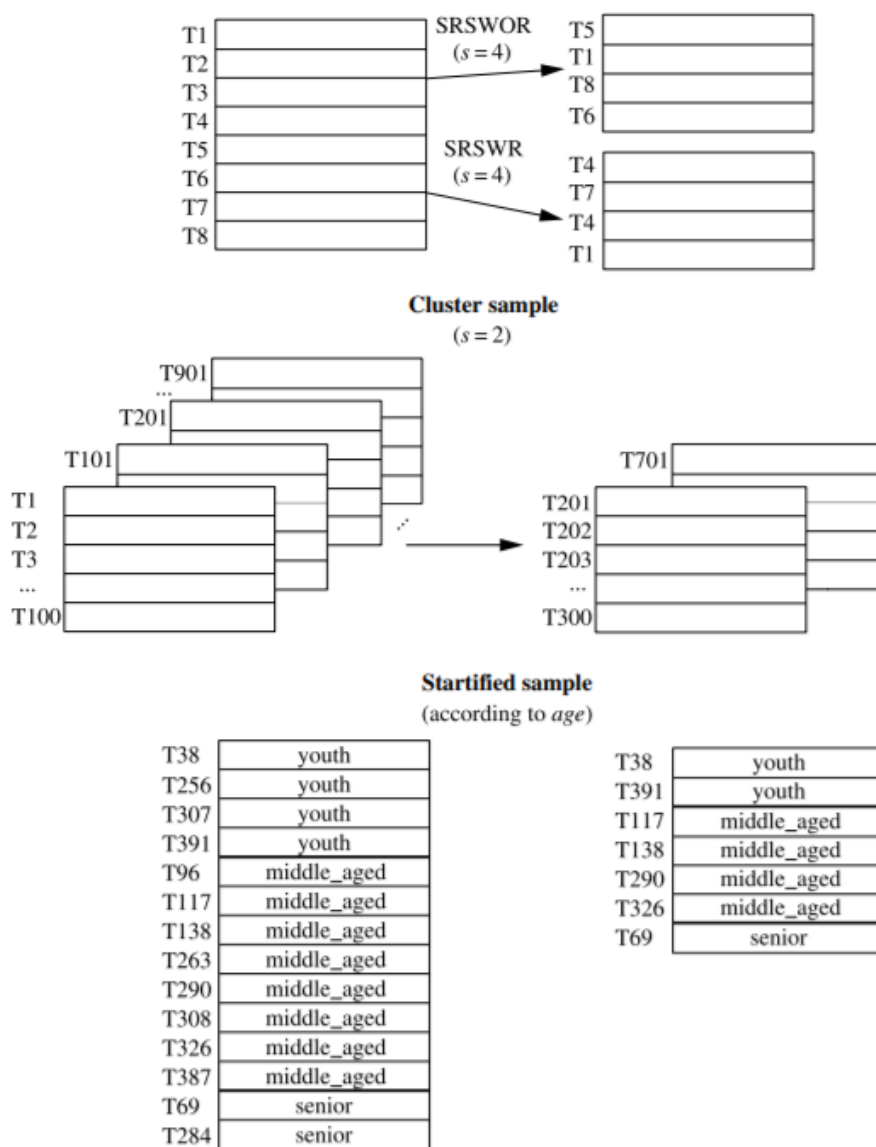 T1
T2
T3
T4
T5
T6
T7
T8
SRSWOR
(s = 4)
SRSWR
(s = 4)
T5
T1
T8
T6
T4
T7
T4
T1
Cluster sample
(s = 2)
T901
...
T201
T101
T1
T2
T3
...
T100
...
T701
T201
T202
T203
...
T300
Startified sample
(according to age)
T38 youth
T256 youth
T307 youth
T391 youth
T96 middle_aged
T117 middle_aged
T138 middle_aged
T263 middle_aged
T290 middle_aged
T308 middle_aged
T326 middle_aged
T387 middle_aged
T69 senior
T284 senior
T38 youth
T391 youth
T117 middle_aged
T138 middle_aged
T290 middle_aged
T326 middle_aged
T69 senior